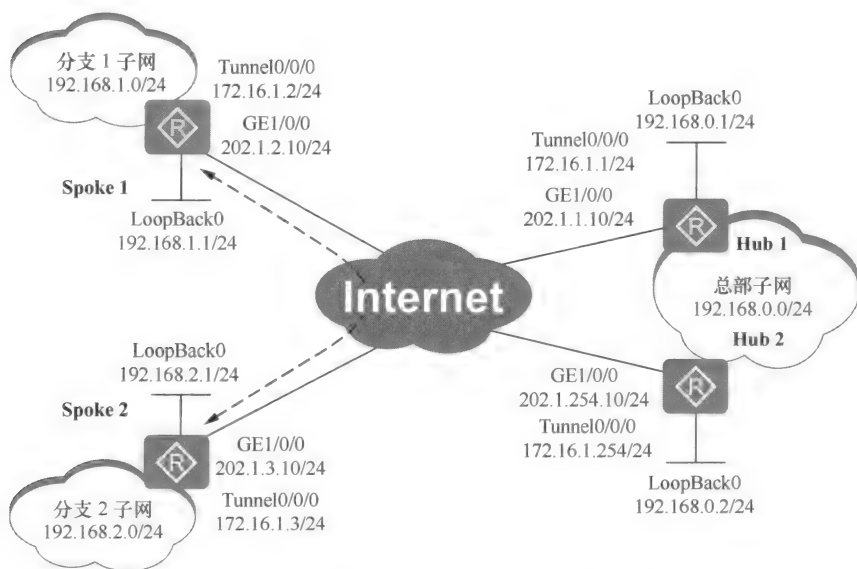 分支 1 子网
192.168.1.0/24
Tunnel0/0/0
172.16.1.2/24
GE1/0/0
202.1.2.10/24
R
Spoke 1
LoopBack0
192.168.1.1/24
LoopBack0
192.168.0.1/24
Tunnel0/0/0
172.16.1.1/24
GE1/0/0
202.1.1.10/24
R
Hub 1
总部子网
192.168.0.0/24
Hub 2
Internet
LoopBack0
192.168.2.1/24
Spoke 2
R
GE1/0/0
202.1.3.10/24
Tunnel0/0/0
172.16.1.3/24
分支 2 子网
192.168.2.0/24
GE1/0/0
202.1.254.10/24
R
Tunnel0/0/0
172.16.1.254/24
LoopBack0
192.168.0.2/24